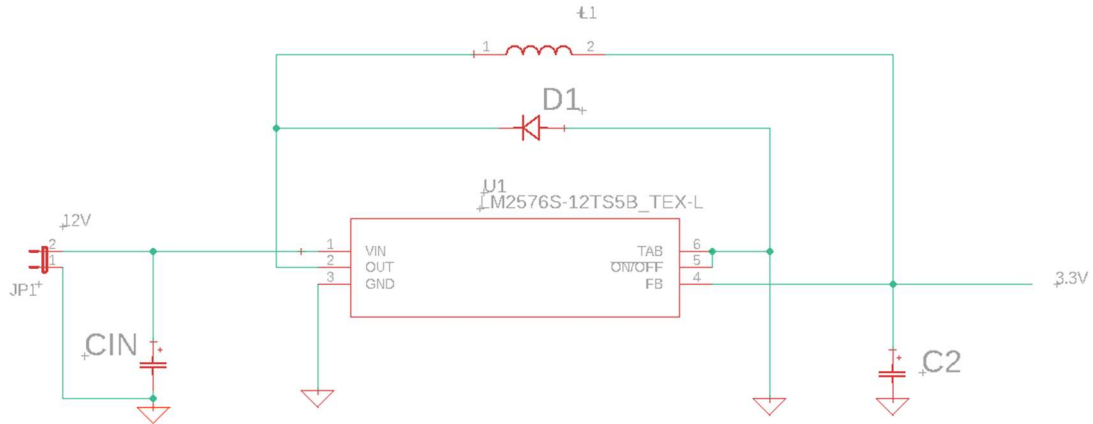 L1
1 2
D1
U1
LM2576S-12TS5B_TEX-L
12V
2
1
JP1
1 VIN TAB 6
2 OUT ON/OFF 5
3 GND FB 4
3.3V
CIN
C2